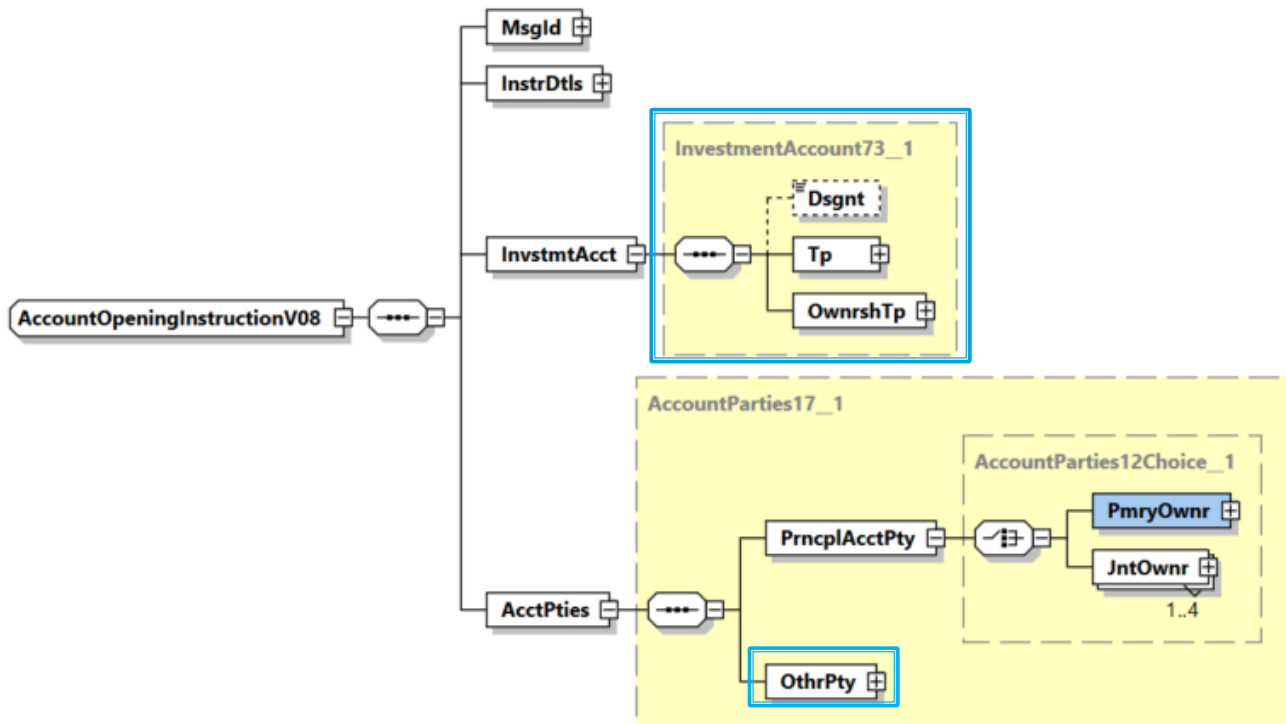 MsgId
InstrDtls
InvestmentAccount73__1
Dsgnt
InvstmtAcct
Tp
OwnrshTp
AccountOpeningInstructionV08
AccountParties17__1
AccountParties12Choice__1
PmryOwnr
PrncplAcctPty
JntOwnr
1..4
AcctPties
OthrPty